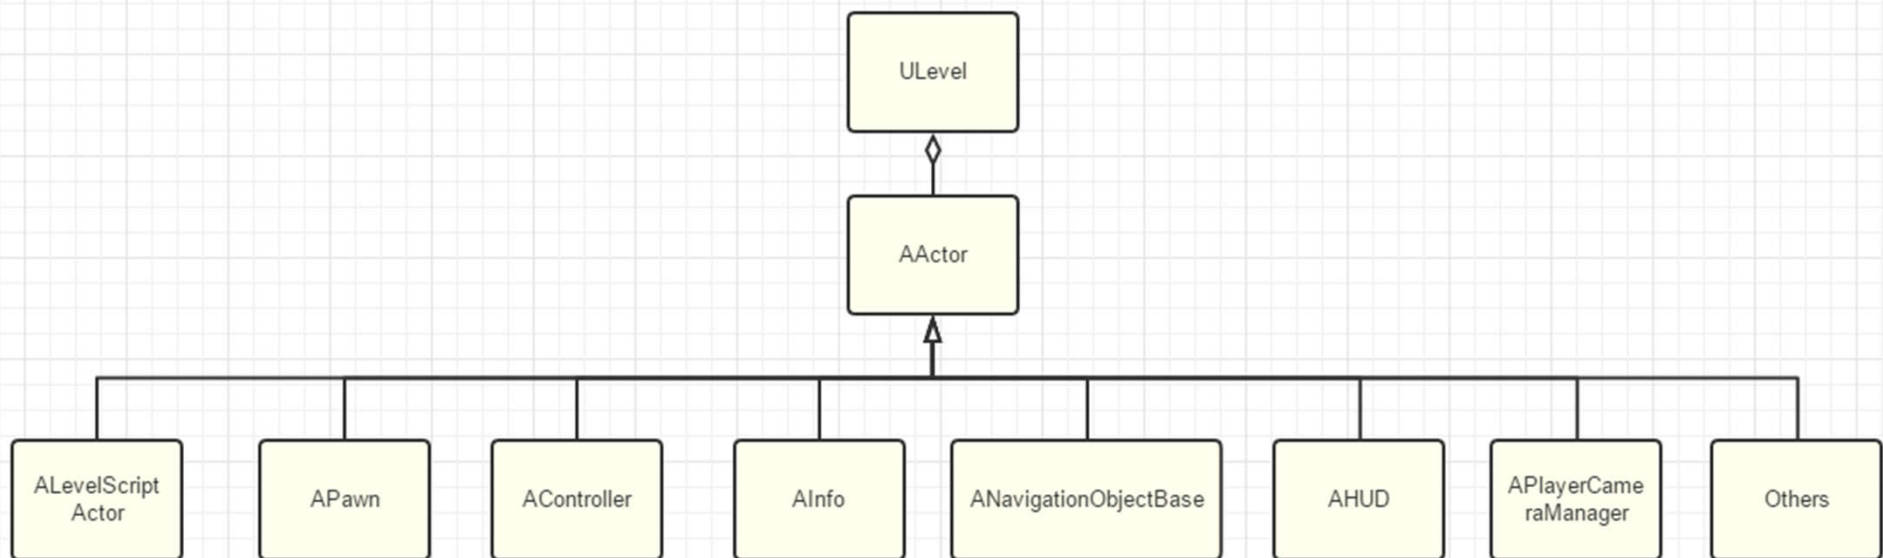 ULevel
AActor
ALevelScript
Actor
APawn
AController
AInfo
ANavigationObjectBase
AHUD
APlayerCame
raManager
Others